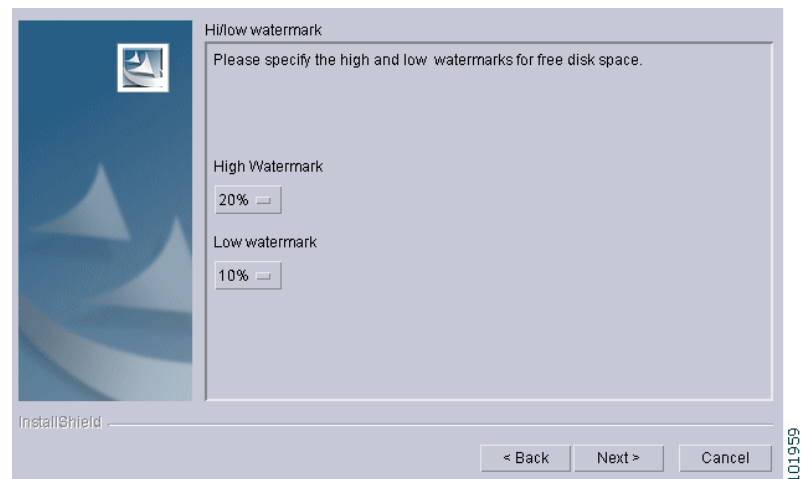 Hi/low watermark
Please specify the high and low watermarks for free disk space.
High Watermark
20%
Low watermark
10%
InstallShield
< Back
Next >
Cancel
101959